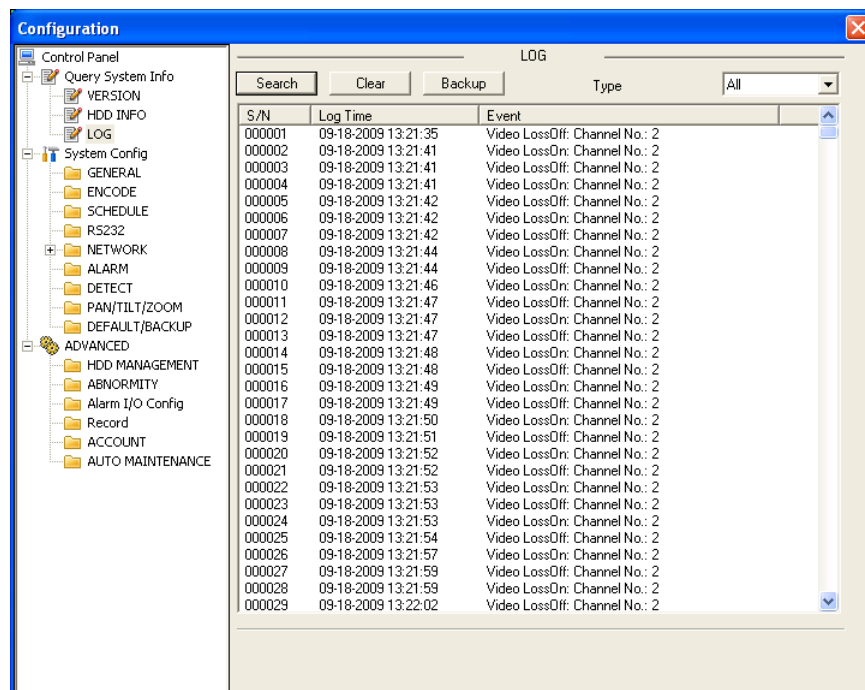 Configuration
Control Panel
Query System Info
VERSION
HDD INFO
LOG
System Config
GENERAL
ENCODE
SCHEDULE
RS232
NETWORK
ALARM
DETECT
PAN/TILT/ZOOM
DEFAULT/BACKUP
ADVANCED
HDD MANAGEMENT
ABNORMITY
Alarm I/O Config
Record
ACCOUNT
AUTO MAINTENANCE
LOG
Search Clear Backup Type All
S/N Log Time Event
000001 09-18-2009 13:21:35 Video LossOff: Channel No.: 2
000002 09-18-2009 13:21:41 Video LossOn: Channel No.: 2
000003 09-18-2009 13:21:41 Video LossOff: Channel No.: 2
000004 09-18-2009 13:21:41 Video LossOn: Channel No.: 2
000005 09-18-2009 13:21:42 Video LossOff: Channel No.: 2
000006 09-18-2009 13:21:42 Video LossOn: Channel No.: 2
000007 09-18-2009 13:21:42 Video LossOff: Channel No.: 2
000008 09-18-2009 13:21:44 Video LossOn: Channel No.: 2
000009 09-18-2009 13:21:44 Video LossOff: Channel No.: 2
000010 09-18-2009 13:21:46 Video LossOn: Channel No.: 2
000011 09-18-2009 13:21:47 Video LossOff: Channel No.: 2
000012 09-18-2009 13:21:47 Video LossOn: Channel No.: 2
000013 09-18-2009 13:21:47 Video LossOff: Channel No.: 2
000014 09-18-2009 13:21:48 Video LossOn: Channel No.: 2
000015 09-18-2009 13:21:48 Video LossOff: Channel No.: 2
000016 09-18-2009 13:21:49 Video LossOn: Channel No.: 2
000017 09-18-2009 13:21:49 Video LossOff: Channel No.: 2
000018 09-18-2009 13:21:50 Video LossOn: Channel No.: 2
000019 09-18-2009 13:21:51 Video LossOff: Channel No.: 2
000020 09-18-2009 13:21:52 Video LossOn: Channel No.: 2
000021 09-18-2009 13:21:52 Video LossOff: Channel No.: 2
000022 09-18-2009 13:21:53 Video LossOn: Channel No.: 2
000023 09-18-2009 13:21:53 Video LossOff: Channel No.: 2
000024 09-18-2009 13:21:53 Video LossOn: Channel No.: 2
000025 09-18-2009 13:21:54 Video LossOff: Channel No.: 2
000026 09-18-2009 13:21:57 Video LossOn: Channel No.: 2
000027 09-18-2009 13:21:59 Video LossOff: Channel No.: 2
000028 09-18-2009 13:21:59 Video LossOn: Channel No.: 2
000029 09-18-2009 13:22:02 Video LossOff: Channel No.: 2